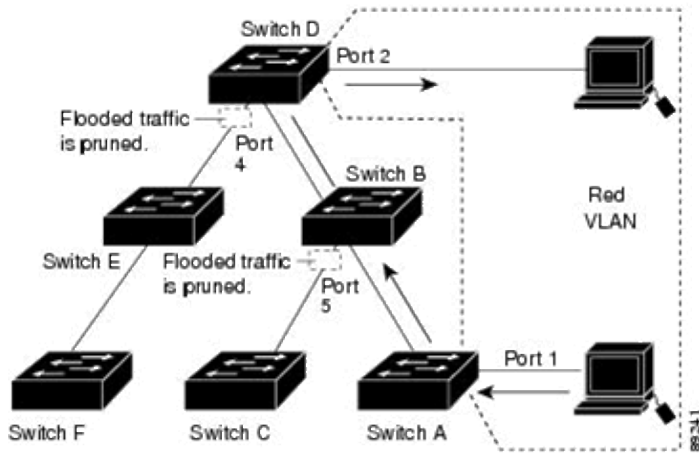 Switch D
Port 2
Flooded traffic
is pruned.
Port
4
Switch B
Red
VLAN
Switch E
Flooded traffic
is pruned.
Port
5
Port 1
Switch F
Switch C
Switch A